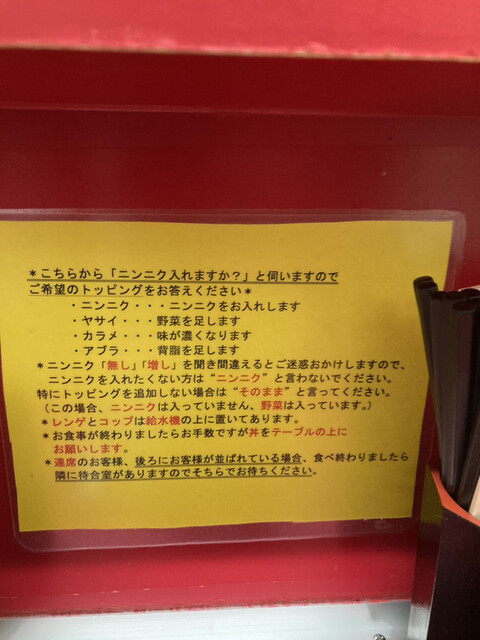 ＊こちらから「ニンニク入れますか？」と伺いますので
ご希望のトッピングをお答えください＊
・ニンニク・・・ニンニクをお入れします
・ヤサイ・・・野菜を足します
・カラメ・・・味が濃くなります
・アブラ・・・背脂を足します
＊ニンニク「無し」「増し」を聞き間違えるとご迷惑おかけしますので、
ニンニクを入れたくない方は“ニンニク”と言わないでください。
特にトッピングを追加しない場合は“そのまま”と言ってください。
（この場合、ニンニクは入っていません、野菜は入っています。）
＊レンゲとコップは給水機の上に置いてあります。
＊お食事が終わりましたらお手数ですが丼をテーブルの上に
お願いします。
＊連席のお客様、後ろにお客様が並ばれている場合、食べ終わりましたら
隣に待合室がありますのでそちらでお待ちください。